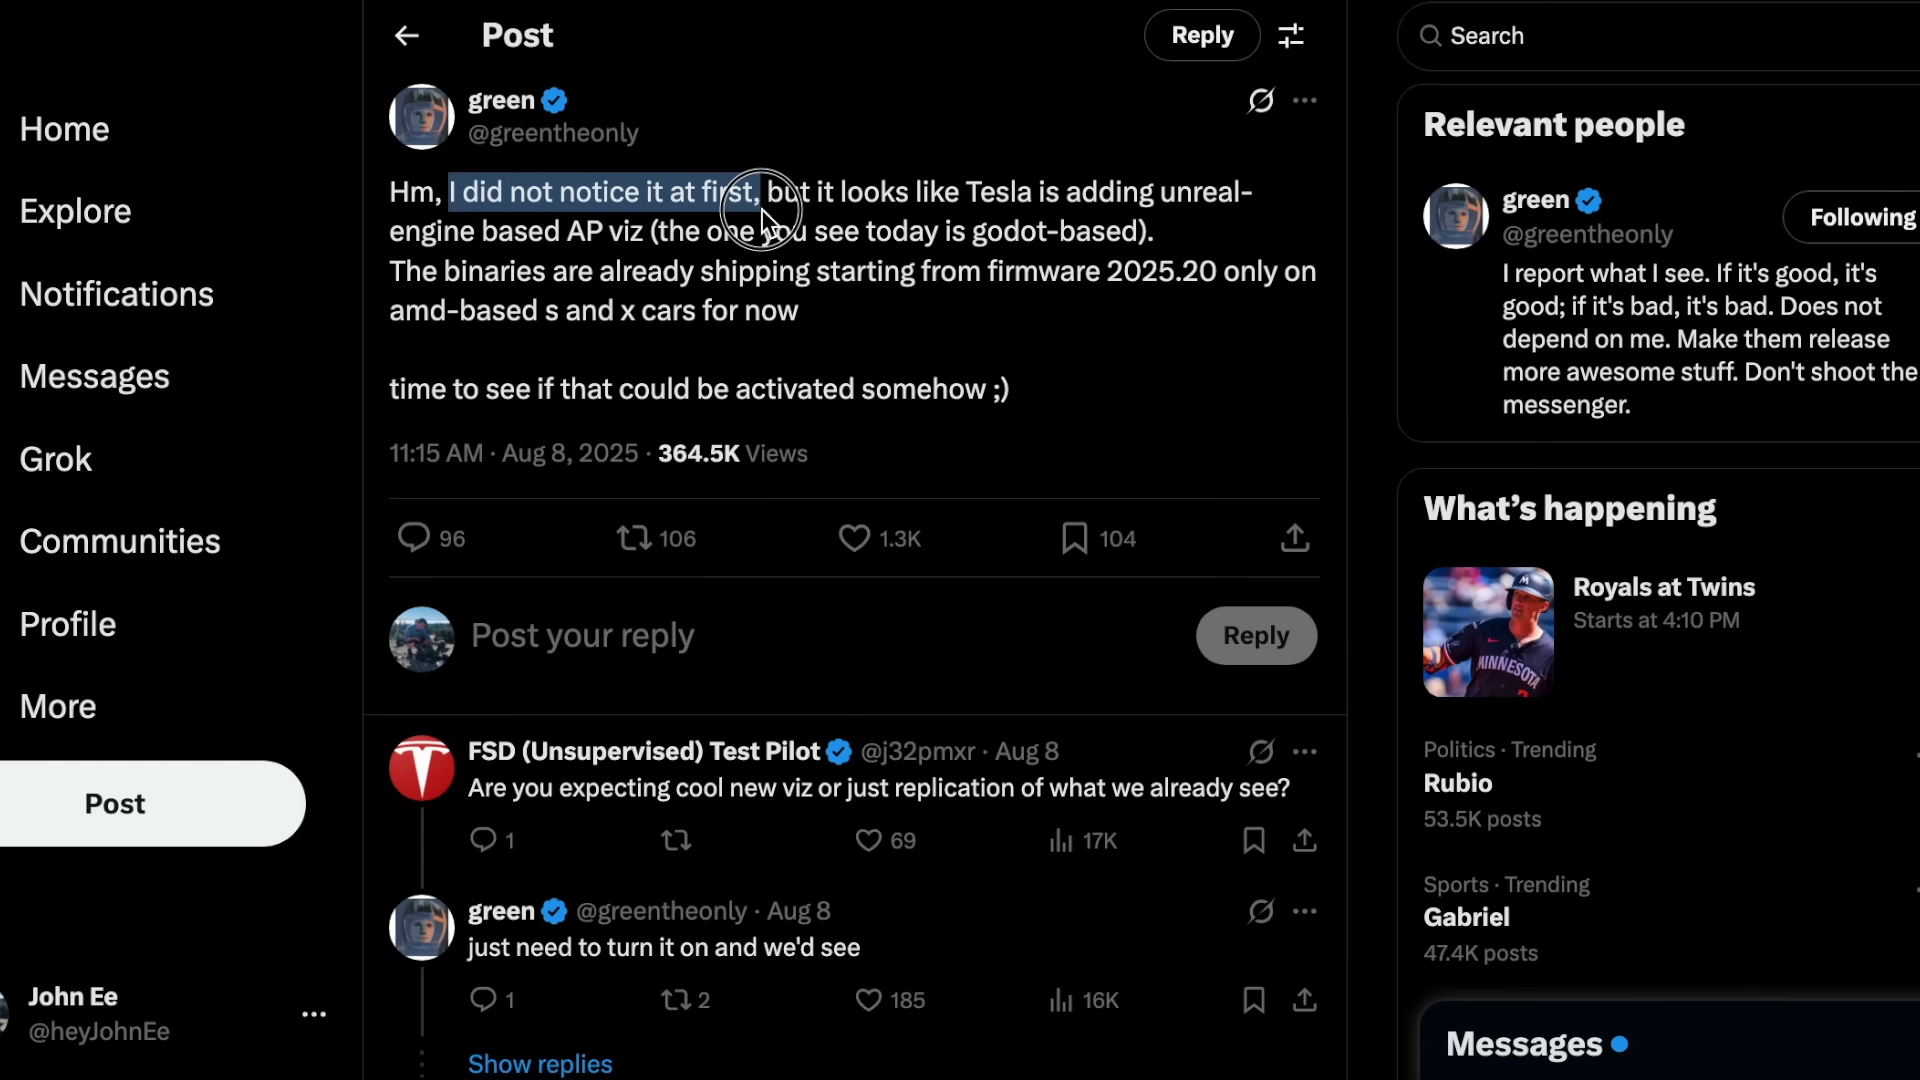 Home
Explore
Notifications
Messages
Grok
Communities
Profile
More
Post
John Ee
@heyJohnEe
Post
Reply
green
@greentheonly
Hm, I did not notice it at first, but it looks like Tesla is adding unreal-
engine based AP viz (the one you see today is godot-based).
The binaries are already shipping starting from firmware 2025.20 only on
amd-based s and x cars for now
time to see if that could be activated somehow ;)
11:15 AM · Aug 8, 2025 · 364.5K Views
96 106 1.3K 104
Post your reply
Reply
FSD (Unsupervised) Test Pilot @j32pmxr · Aug 8
Are you expecting cool new viz or just replication of what we already see?
1 69 17K
green @greentheonly · Aug 8
just need to turn it on and we'd see
1 2 185 16K
Show replies
Search
Relevant people
green
@greentheonly
Following
I report what I see. If it's good, it's
good; if it's bad, it's bad. Does not
depend on me. Make them release
more awesome stuff. Don't shoot the
messenger.
What's happening
MINNESOTA
Royals at Twins
Starts at 4:10 PM
Politics · Trending
Rubio
53.5K posts
Sports · Trending
Gabriel
47.4K posts
Messages